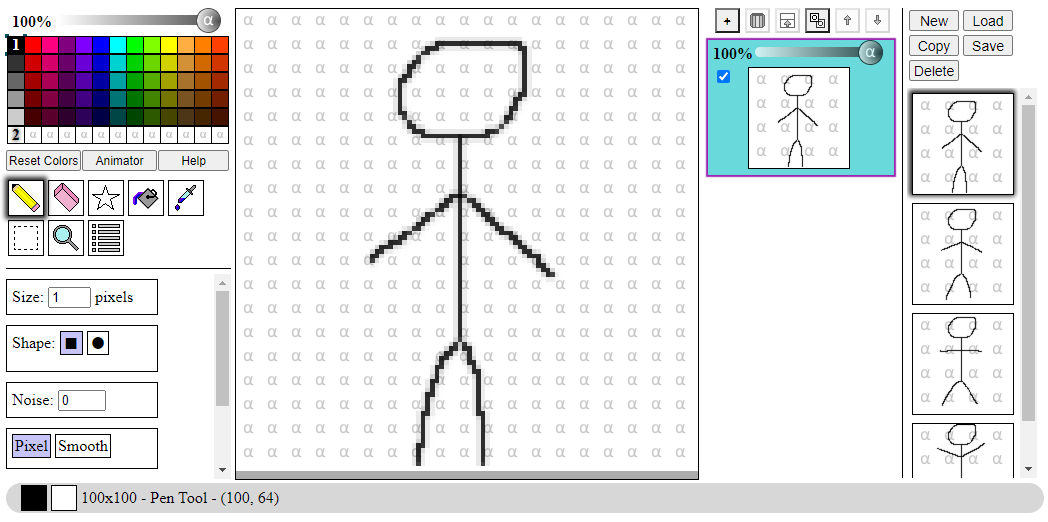 100% α
1
2
Reset Colors Animator Help
Size: 1 pixels
Shape:
Noise: 0
Pixel Smooth
+
100% α
New Load
Copy Save
Delete
100x100 - Pen Tool - (100, 64)